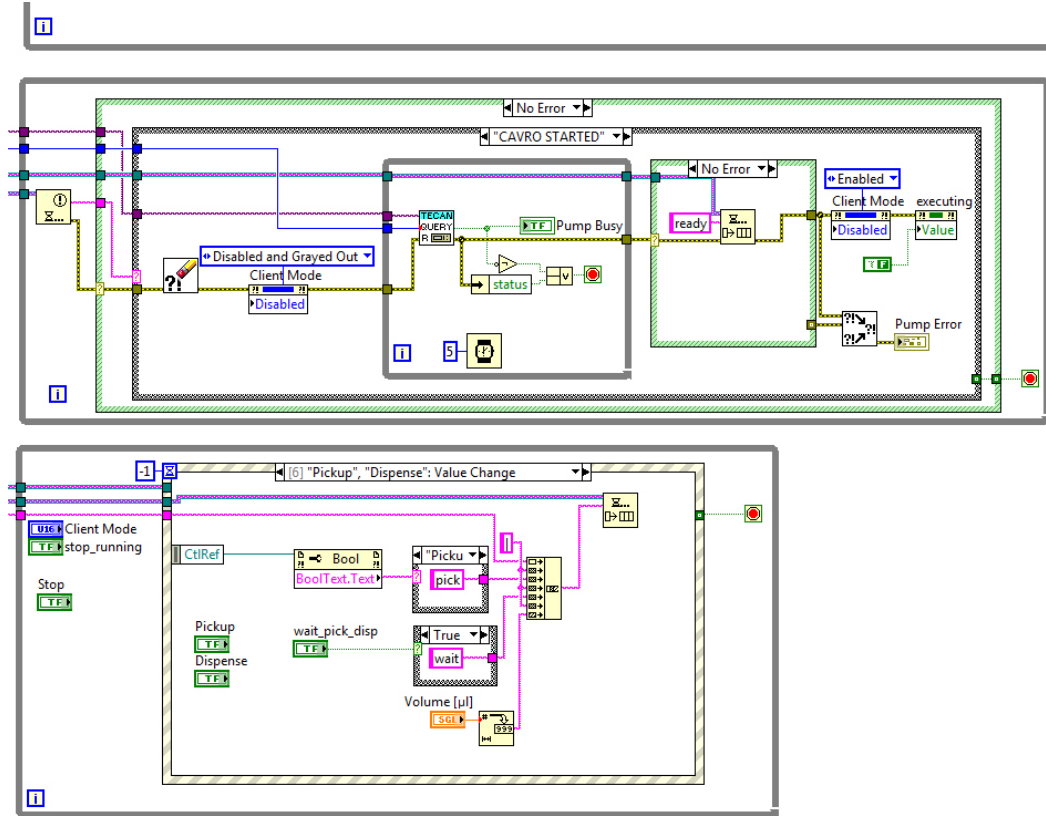 i
No Error
"CAVRO STARTED"
No Error
Enabled
Client Mode
executing
Disabled
Value
TECAN
QUERY
R
TF
Pump Busy
ready
Disabled and Grayed Out
Client Mode
Disabled
status
v
T F
?!
Pump Error
5
i
i
-1
[6] "Pickup", "Dispense": Value Change
U16
Client Mode
TF
stop_running
CtlRef
Bool
BoolText.Text
"Picku
pick
Stop
TF
Pickup
TF
Dispense
TF
wait_pick_disp
TF
True
wait
Volume [µl]
SGL
999
i